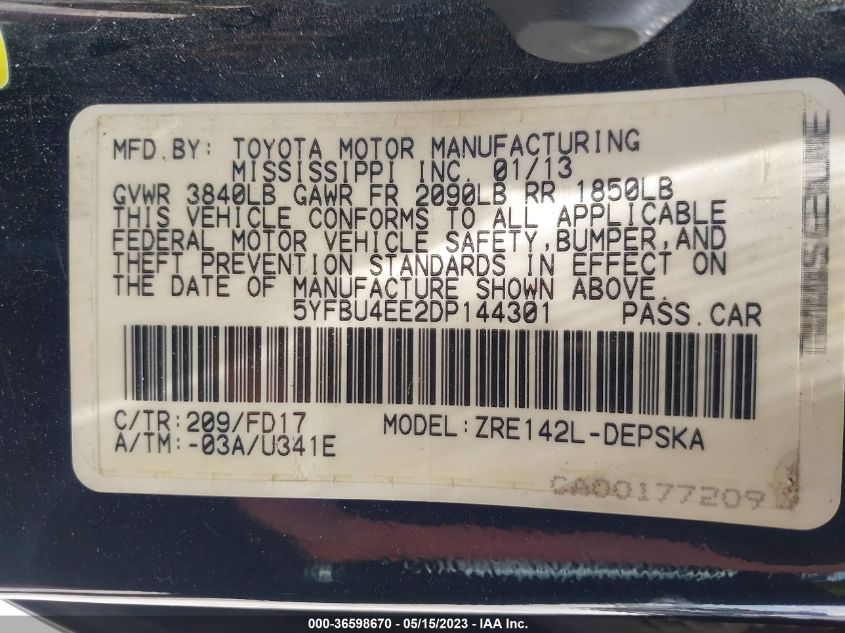 MFD.BY: TOYOTA MOTOR MANUFACTURING
MISSISSIPPI INC. 01/13
GVWR 3840LB GAWR FR 2090LB RR 1850LB
THIS VEHICLE CONFORMS TO ALL APPLICABLE
FEDERAL MOTOR VEHICLE SAFETY,BUMPER,AND
THEFT PREVENTION STANDARDS IN EFFECT ON
THE DATE OF MANUFACTURE SHOWN ABOVE.
5YFBU4EE2DP144301 PASS.CAR
C/TR:209/FD17 MODEL:ZRE142L-DEPSKA
A/TM:-03A/U341E
CA00177209
000-36598670 - 05/15/2023 - IAA Inc.